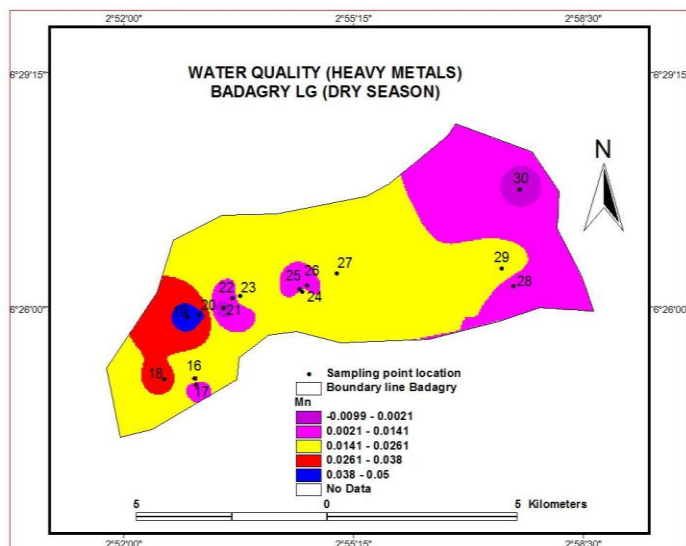 2°52'00"
2°55'15"
2°58'30"
6°29'15"
6°29'15"
WATER QUALITY (HEAVY METALS)
BADAGRY LG (DRY SEASON)
N
30
29
28
27
26
25
24
23
22
21
20
19
18
16
17
6°26'00"
6°26'00"
Sampling point location
Boundary line Badagry
Mn
-0.0099 - 0.0021
0.0021 - 0.0141
0.0141 - 0.0261
0.0261 - 0.038
0.038 - 0.05
No Data
5 0 5 Kilometers
2°52'00"
2°55'15"
2°58'30"